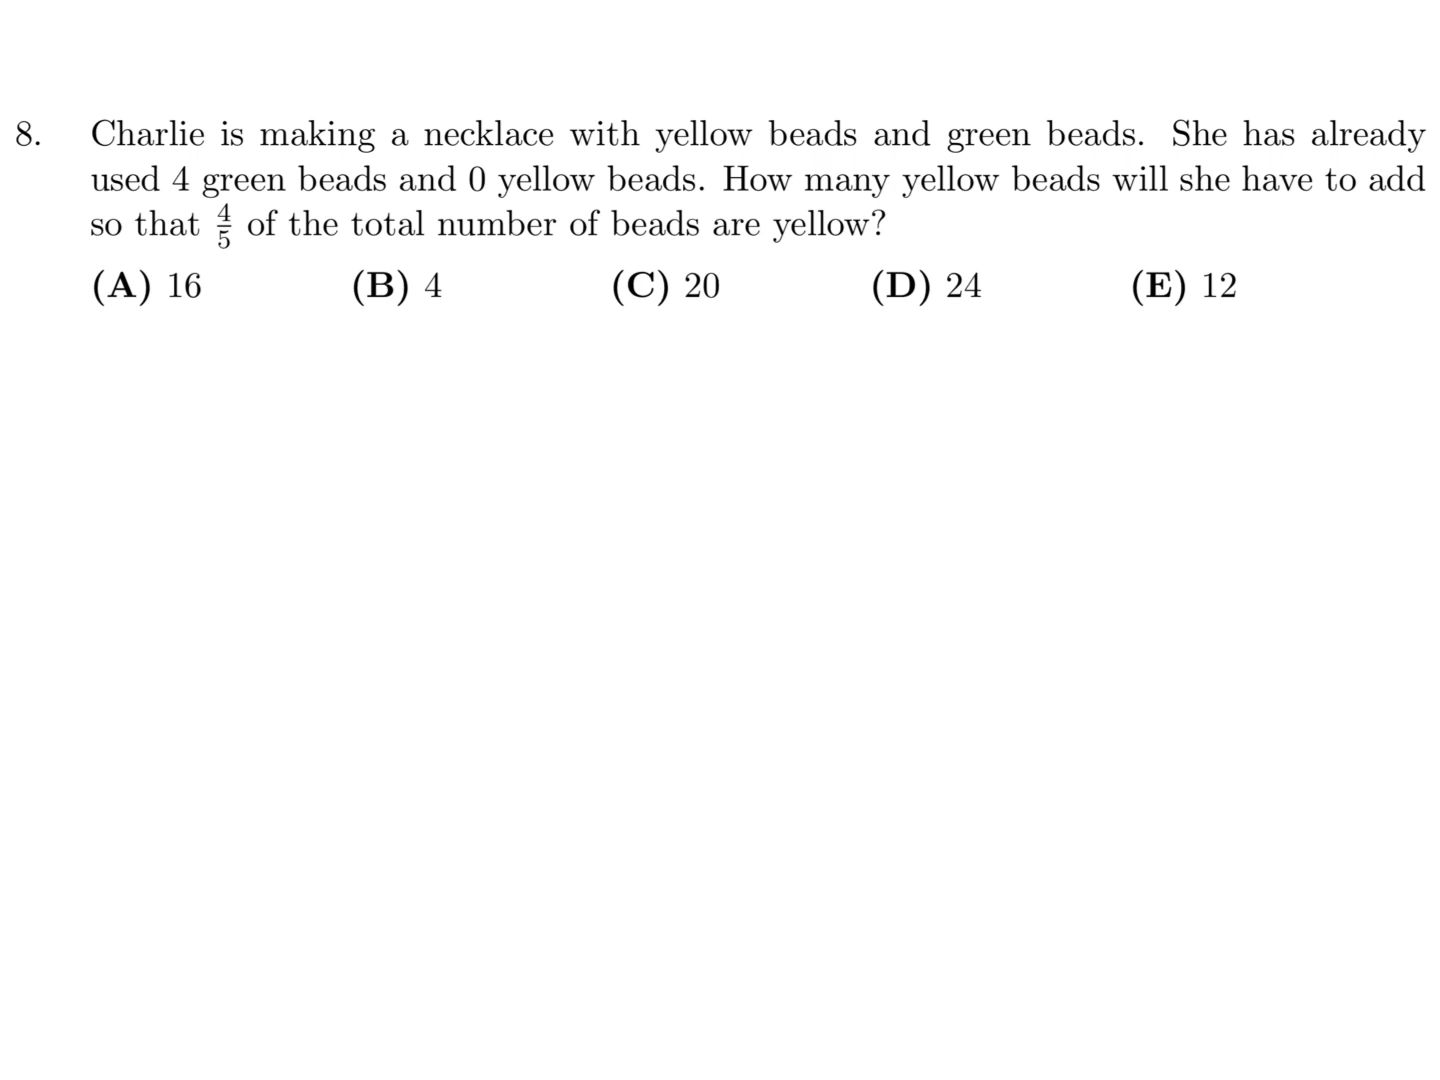 8. Charlie is making a necklace with yellow beads and green beads. She has already
used 4 green beads and 0 yellow beads. How many yellow beads will she have to add
so that 4/5 of the total number of beads are yellow?
(A) 16 (B) 4 (C) 20 (D) 24 (E) 12